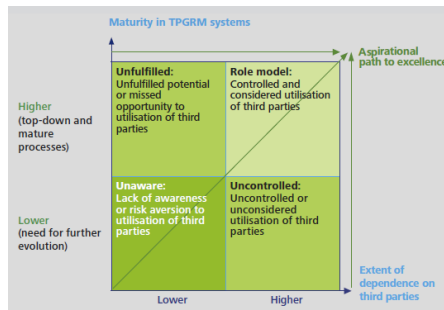 Maturity in TPGRM systems
Aspirational
path to excellence
Higher
(top-down and
mature
processes)
Unfulfilled:
Unfulfilled potential
or missed
opportunity to
utilisation of third
parties
Role model:
Controlled and
considered utilisation
of third parties
Lower
(need for further
evolution)
Unaware:
Lack of awareness
or risk aversion to
utilisation of third
parties
Uncontrolled:
Uncontrolled or
unconsidered
utilisation of third
parties
Lower
Higher
Extent of
dependence on
third parties